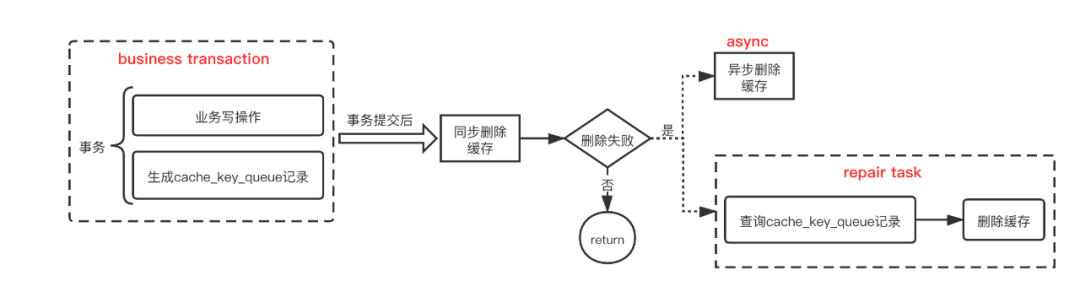 business transaction
事务
业务写操作
生成cache_key_queue记录
事务提交后
同步删除
缓存
删除失败
是
否
return
async
异步删除
缓存
repair task
查询cache_key_queue记录
删除缓存